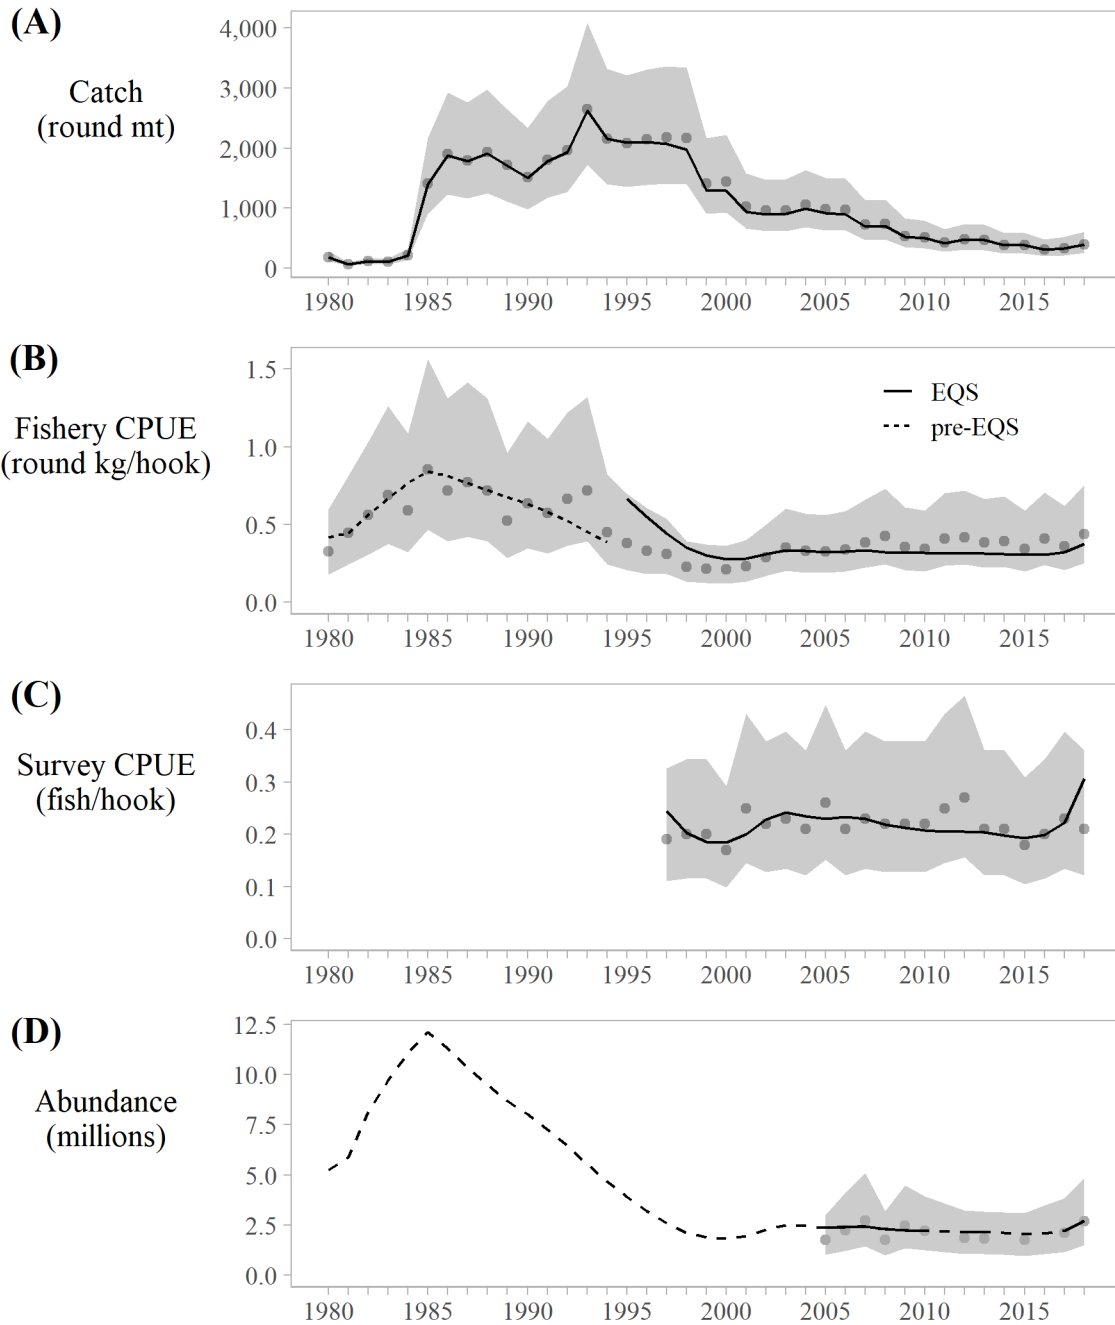 (A)
Catch
(round mt)
4,000
3,000
2,000
1,000
0
1980 1985 1990 1995 2000 2005 2010 2015
(B)
Fishery CPUE
(round kg/hook)
1.5
1.0
0.5
0.0
EQS
pre-EQS
1980 1985 1990 1995 2000 2005 2010 2015
(C)
Survey CPUE
(fish/hook)
0.4
0.3
0.2
0.1
0.0
1980 1985 1990 1995 2000 2005 2010 2015
(D)
Abundance
(millions)
12.5
10.0
7.5
5.0
2.5
0.0
1980 1985 1990 1995 2000 2005 2010 2015